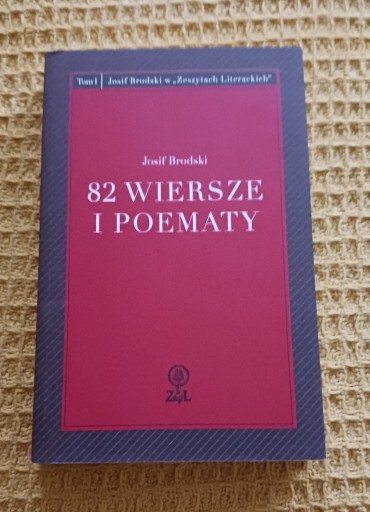 Tom I | Josif Brodski w „Zeszytach Literackich”
Josif Brodski
82 WIERSZE
I POEMATY
ZL